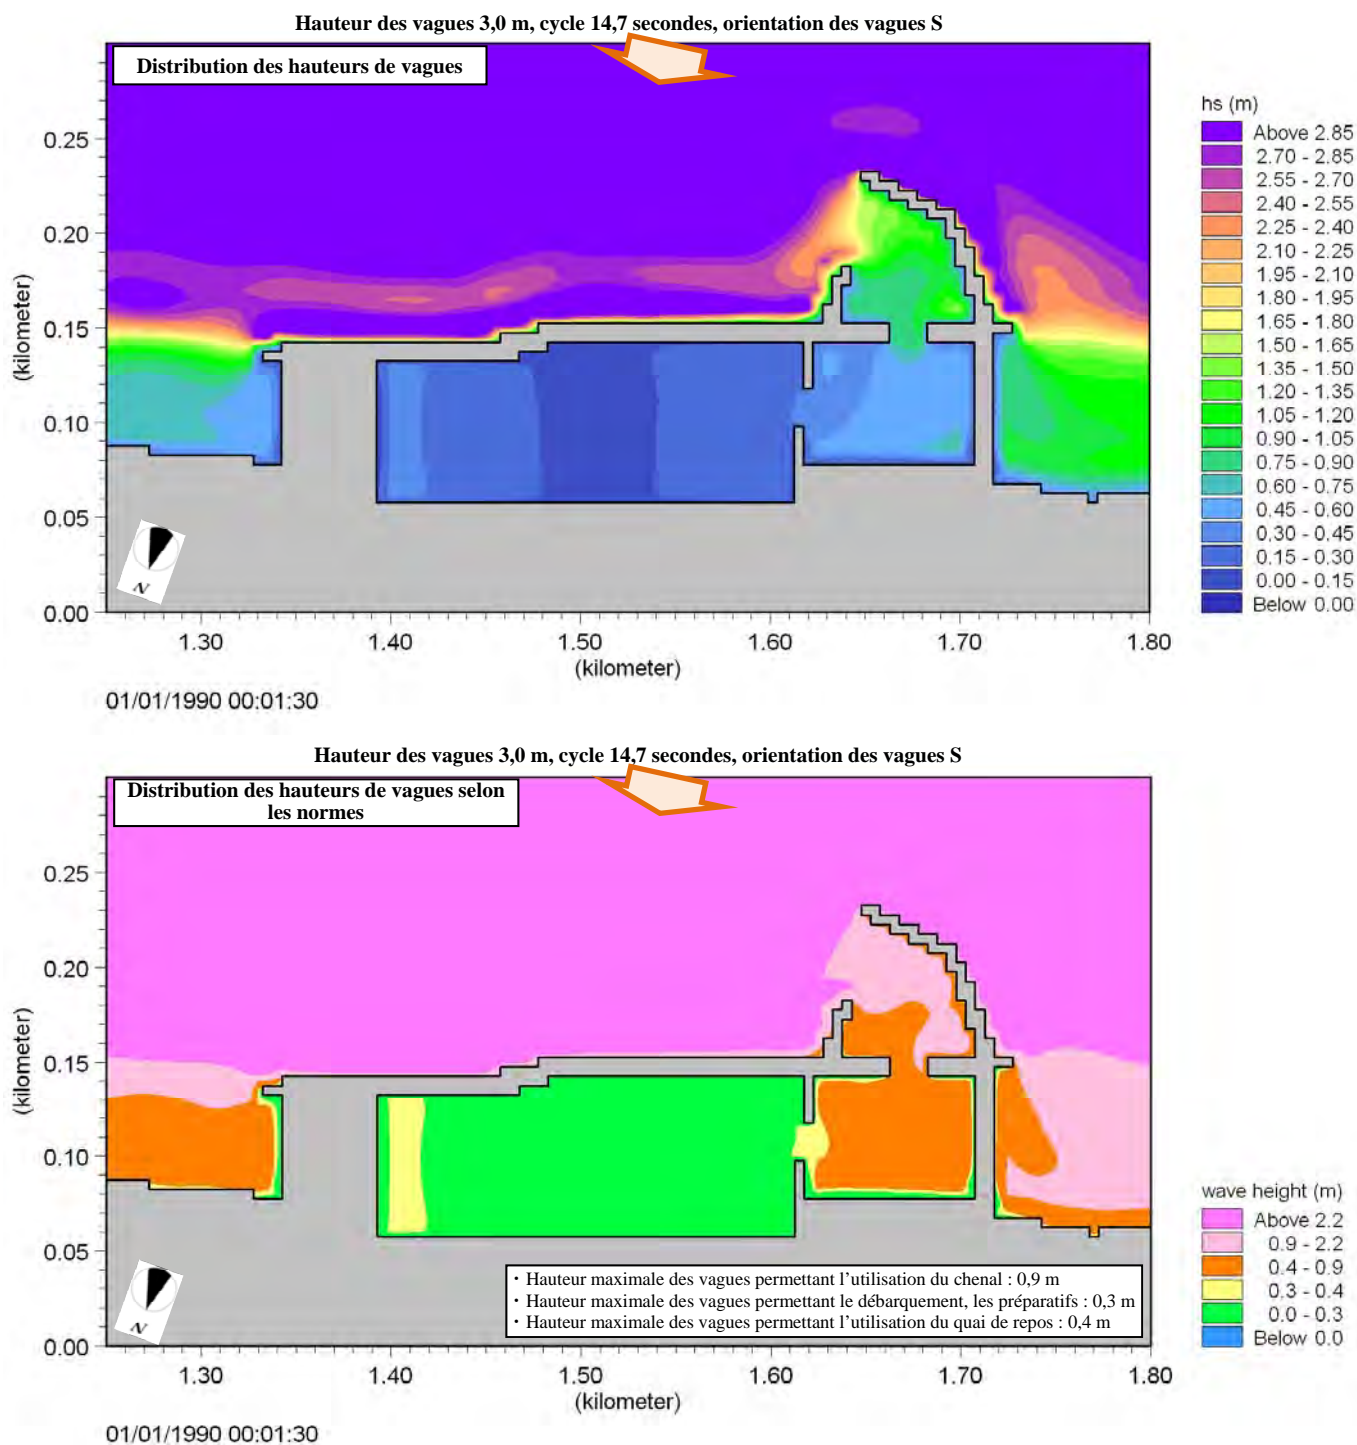 Hauteur des vagues 3,0 m, cycle 14,7 secondes, orientation des vagues S
Distribution des hauteurs de vagues
hs (m)
Above 2.85
2.70 - 2.85
2.55 - 2.70
2.40 - 2.55
2.25 - 2.40
2.10 - 2.25
1.95 - 2.10
1.80 - 1.95
1.65 - 1.80
1.50 - 1.65
1.35 - 1.50
1.20 - 1.35
1.05 - 1.20
0.90 - 1.05
0.75 - 0.90
0.60 - 0.75
0.45 - 0.60
0.30 - 0.45
0.15 - 0.30
0.00 - 0.15
Below 0.00
0.25
0.20
0.15
0.10
0.05
0.00
(kilometer)
N
1.30 1.40 1.50 1.60 1.70 1.80
(kilometer)
01/01/1990 00:01:30
Hauteur des vagues 3,0 m, cycle 14,7 secondes, orientation des vagues S
Distribution des hauteurs de vagues selon
les normes
0.25
0.20
0.15
0.10
0.05
0.00
(kilometer)
N
wave height (m)
Above 2.2
0.9 - 2.2
0.4 - 0.9
0.3 - 0.4
0.0 - 0.3
Below 0.0
・Hauteur maximale des vagues permettant l’utilisation du chenal : 0,9 m
・Hauteur maximale des vagues permettant le débarquement, les préparatifs : 0,3 m
・Hauteur maximale des vagues permettant l’utilisation du quai de repos : 0,4 m
1.30 1.40 1.50 1.60 1.70 1.80
(kilometer)
01/01/1990 00:01:30